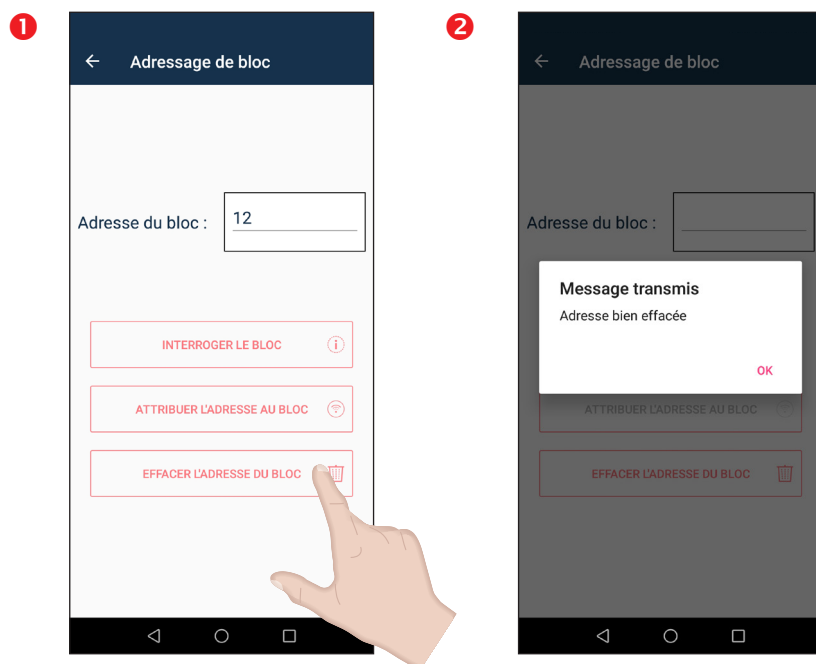 1
Adressage de bloc
Adresse du bloc :
12
INTERROGER LE BLOC
ATTRIBUER L'ADRESSE AU BLOC
EFFACER L'ADRESSE DU BLOC
2
Adressage de bloc
Adresse du bloc :
Message transmis
Adresse bien effacée
OK
ATTRIBUER L'ADRESSE AU BLOC
EFFACER L'ADRESSE DU BLOC